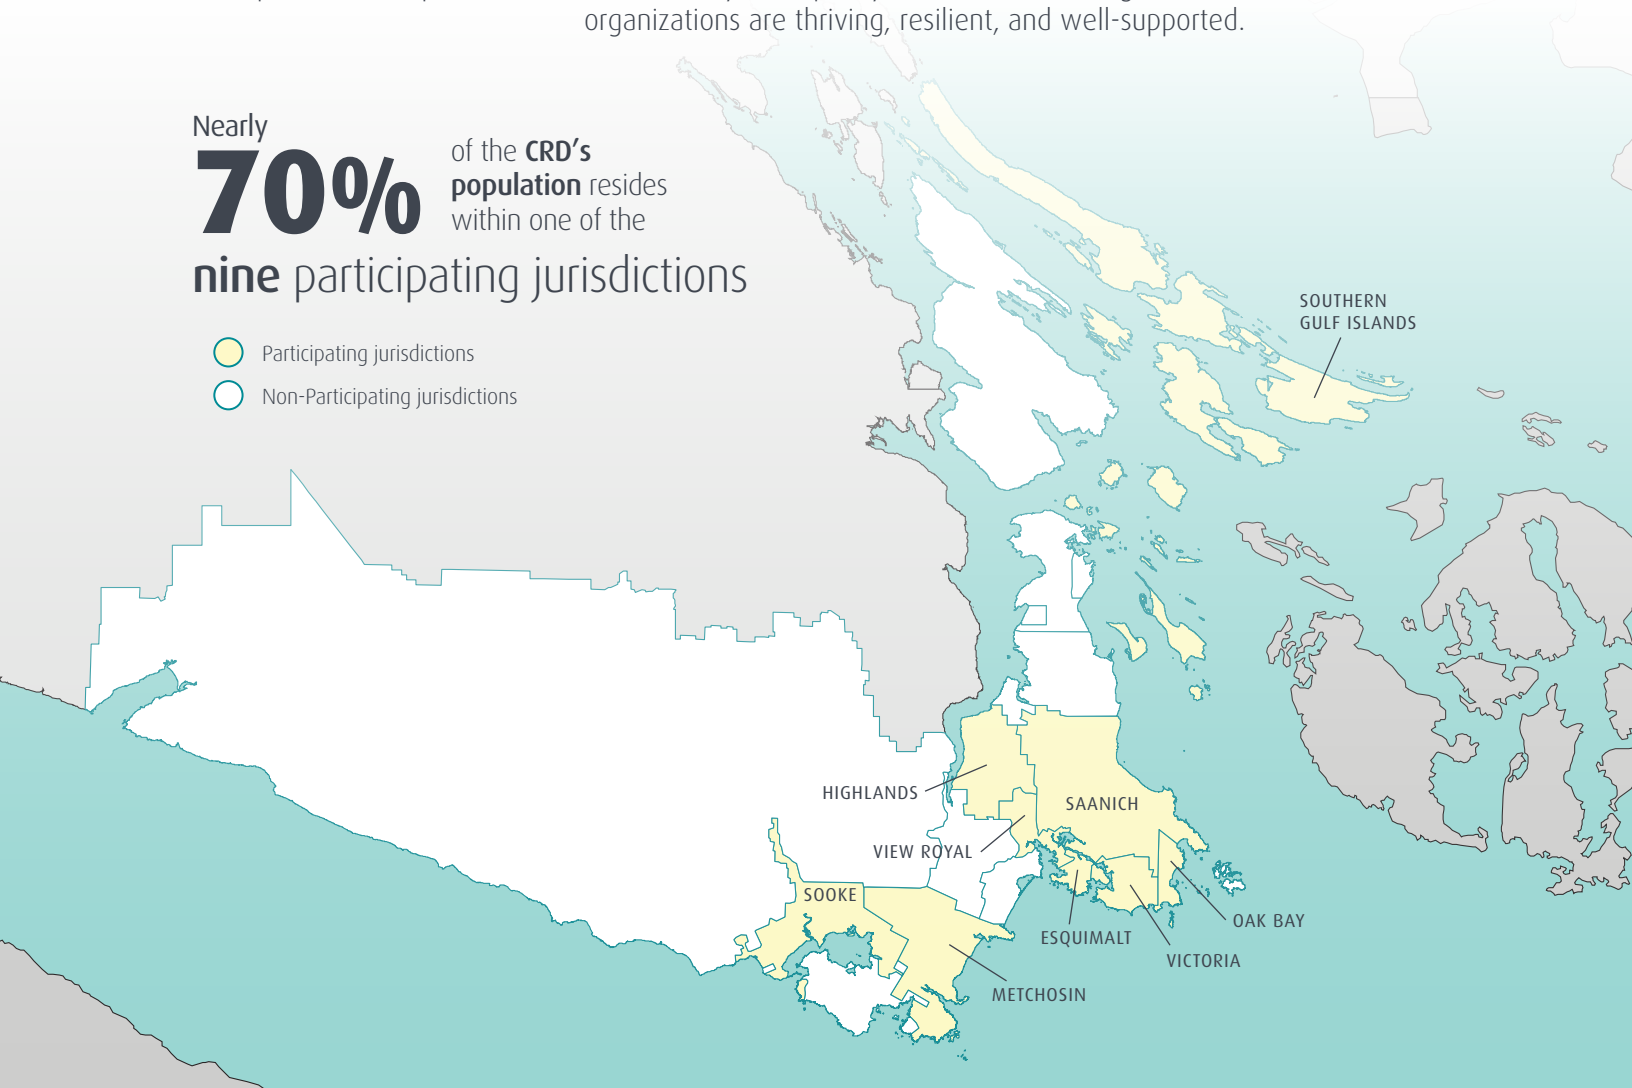 organizations are thriving, resilient, and well-supported.
Nearly
70%
of the CRD's
population resides
within one of the
nine participating jurisdictions
Participating jurisdictions
Non-Participating jurisdictions
SOUTHERN
GULF ISLANDS
HIGHLANDS
SAANICH
VIEW ROYAL
SOOKE
OAK BAY
ESQUIMALT
VICTORIA
METCHOSIN